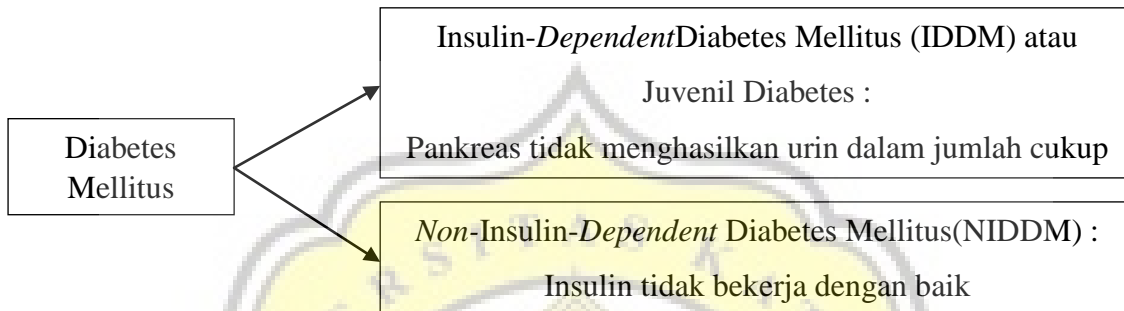 Insulin-DependentDiabetes Mellitus (IDDM) atau
Juvenil Diabetes :
Pankreas tidak menghasilkan urin dalam jumlah cukup
Diabetes
Mellitus
Non-Insulin-Dependent Diabetes Mellitus(NIDDM) :
Insulin tidak bekerja dengan baik